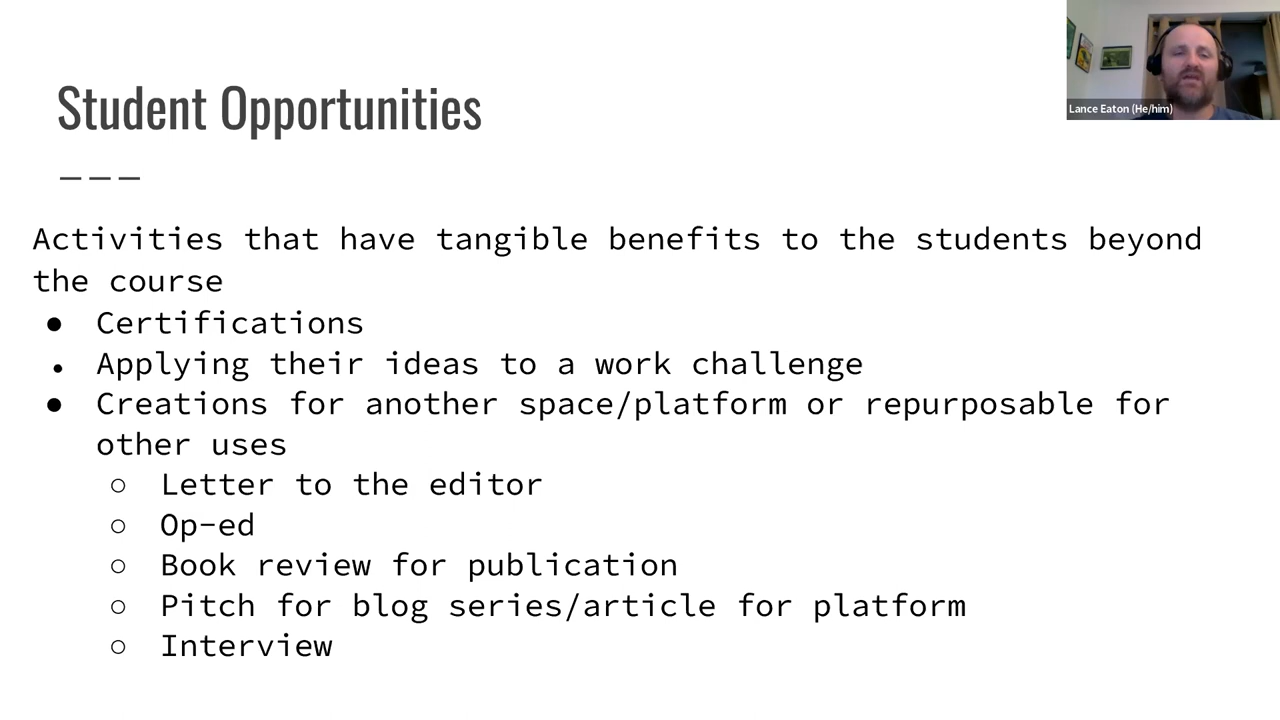 Lance Eaton (He/him)
Student Opportunities
Activities that have tangible benefits to the students beyond
the course
● Certifications
● Applying their ideas to a work challenge
● Creations for another space/platform or repurposable for
other uses
○ Letter to the editor
○ Op-ed
○ Book review for publication
○ Pitch for blog series/article for platform
○ Interview